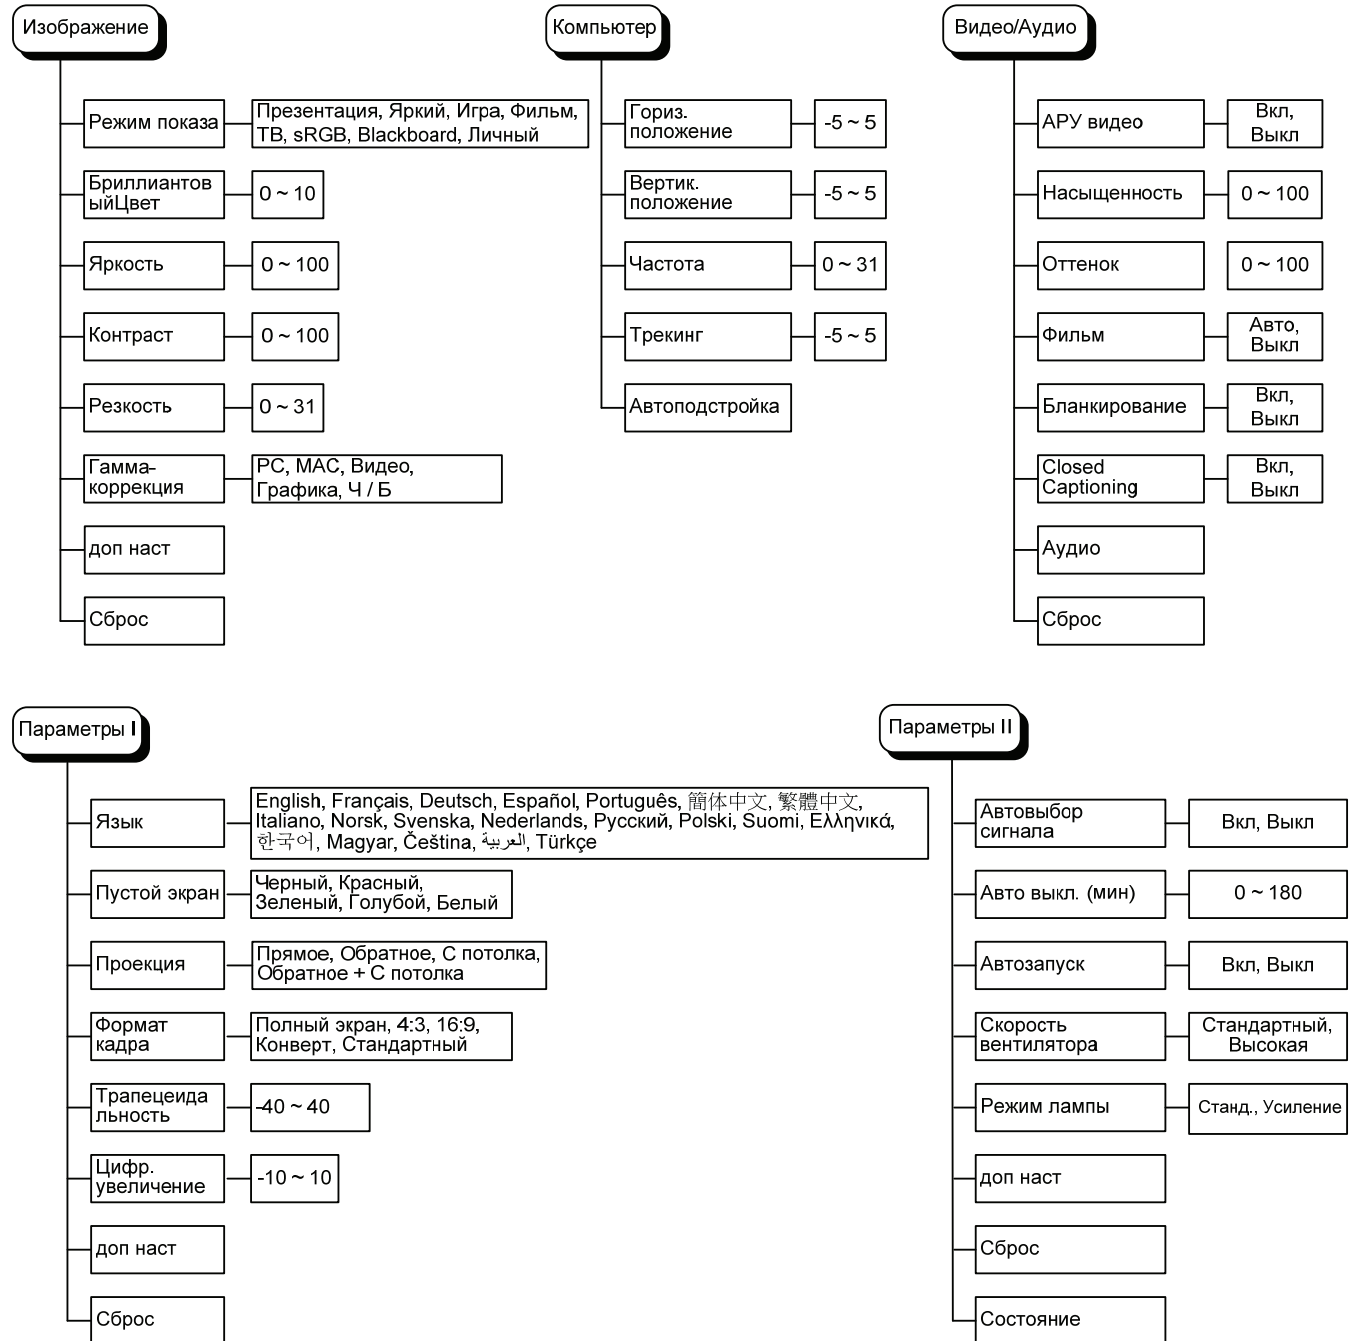 Изображение
Режим показа
Презентация, Яркий, Игра, Фильм,
ТВ, sRGB, Blackboard, Личный
Бриллиантов
ыйЦвет
0 ~ 10
Яркость
0 ~ 100
Контраст
0 ~ 100
Резкость
0 ~ 31
Гамма-
коррекция
PC, MAC, Видео,
Графика, Ч / Б
доп наст
Сброс
Компьютер
Гориз.
положение
-5 ~ 5
Вертик.
положение
-5 ~ 5
Частота
0 ~ 31
Трекинг
-5 ~ 5
Автоподстройка
Видео/Аудио
АРУ видео
Вкл,
Выкл
Насыщенность
0 ~ 100
Оттенок
0 ~ 100
Фильм
Авто,
Выкл
Бланкирование
Вкл,
Выкл
Closed
Captioning
Вкл,
Выкл
Аудио
Сброс
Параметры I
Язык
English, Français, Deutsch, Español, Português, 簡体中文, 繁體中文,
Italiano, Norsk, Svenska, Nederlands, Русский, Polski, Suomi, Ελληνικά,
한국어, Magyar, Čeština, العربية, Türkçe
Пустой экран
Черный, Красный,
Зеленый, Голубой, Белый
Проекция
Прямое, Обратное, С потолка,
Обратное + С потолка
Формат
кадра
Полный экран, 4:3, 16:9,
Конверт, Стандартный
Трапецеида
льность
-40 ~ 40
Цифр.
увеличение
-10 ~ 10
доп наст
Сброс
Параметры II
Автовыбор
сигнала
Вкл, Выкл
Авто выкл. (мин)
0 ~ 180
Автозапуск
Вкл, Выкл
Скорость
вентилятора
Стандартный,
Высокая
Режим лампы
Станд., Усиление
доп наст
Сброс
Состояние